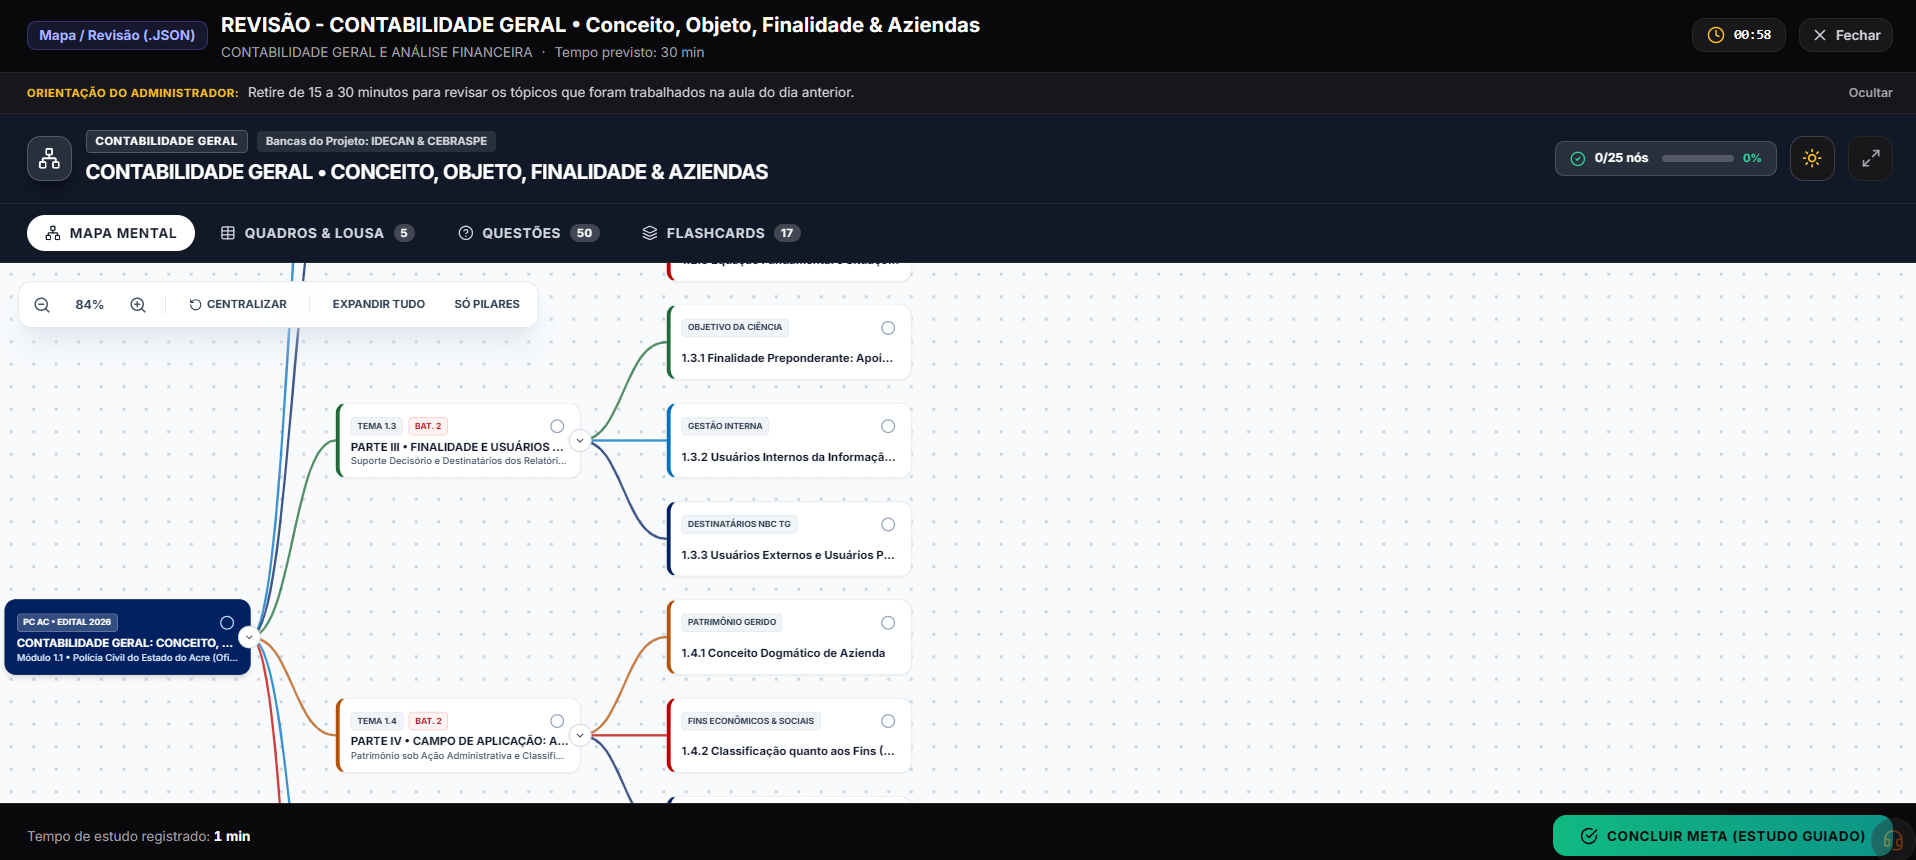 Mapa / Revisão (.JSON)
REVISÃO - CONTABILIDADE GERAL • Conceito, Objeto, Finalidade & Aziendas
CONTABILIDADE GERAL E ANÁLISE FINANCEIRA · Tempo previsto: 30 min
00:58
Fechar
ORIENTAÇÃO DO ADMINISTRADOR: Retire de 15 a 30 minutos para revisar os tópicos que foram trabalhados na aula do dia anterior.
Ocultar
CONTABILIDADE GERAL
Bancas do Projeto: IDECAN & CEBRASPE
CONTABILIDADE GERAL • CONCEITO, OBJETO, FINALIDADE & AZIENDAS
0/25 nós
0%
MAPA MENTAL
QUADROS & LOUSA 5
QUESTÕES 50
FLASHCARDS 17
84%
CENTRALIZAR
EXPANDIR TUDO
SÓ PILARES
OBJETIVO DA CIÊNCIA
1.3.1 Finalidade Preponderante: Apoi...
TEMA 1.3
BAT. 2
PARTE III • FINALIDADE E USUÁRIOS ...
Suporte Decisório e Destinatários dos Relatóri...
GESTÃO INTERNA
1.3.2 Usuários Internos da Informaçã...
DESTINATÁRIOS NBC TG
1.3.3 Usuários Externos e Usuários P...
PC AC • EDITAL 2026
CONTABILIDADE GERAL: CONCEITO, ...
Módulo 1.1 • Polícia Civil do Estado do Acre (Ofi...
PATRIMÔNIO GERIDO
1.4.1 Conceito Dogmático de Azienda
TEMA 1.4
BAT. 2
PARTE IV • CAMPO DE APLICAÇÃO: A...
Patrimônio sob Ação Administrativa e Classifi...
FINS ECONÔMICOS & SOCIAIS
1.4.2 Classificação quanto aos Fins (...
Tempo de estudo registrado: 1 min
CONCLUIR META (ESTUDO GUIADO)